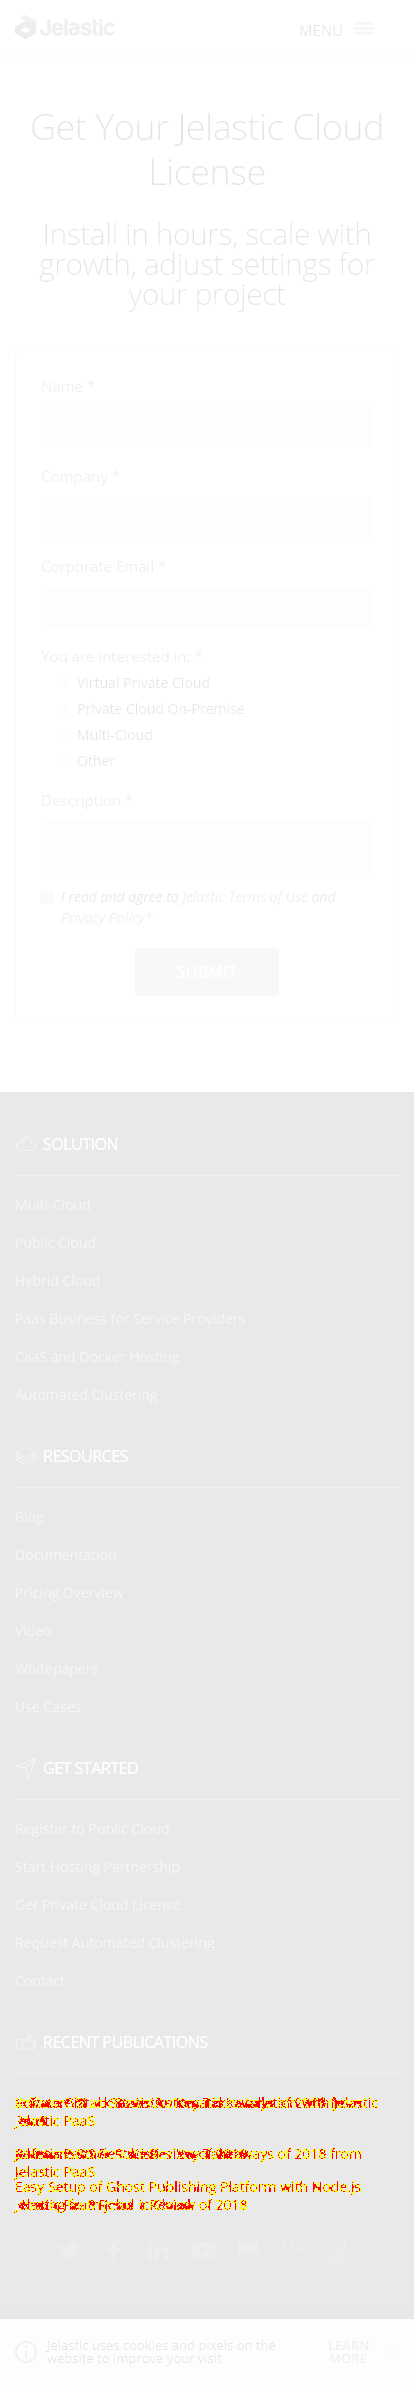 Jelastic
MENU
Get Your Jelastic Cloud
License
Install in hours, scale with
growth, adjust settings for
your project
Name *
Company *
Corporate Email *
You are interested in: *
Virtual Private Cloud
Private Cloud On-Premise
Multi-Cloud
Other
Description *
I read and agree to Jelastic Terms of Use and
Privacy Policy*
SUBMIT
SOLUTION
Multi-Cloud
Public Cloud
Hybrid Cloud
Paas Business for Service Providers
CaaS and Docker Hosting
Automated Clustering
RESOURCES
Blog
Documentation
Pricing Overview
Video
Whitepapers
Use Cases
GET STARTED
Register to Public Cloud
Start Hosting Partnership
Get Private Cloud License
Request Automated Clustering
Contact
RECENT PUBLICATIONS
Jelastic
PaaS
of 2018 from
Jelastic PaaS
Easy Setup of Ghost Publishing Platform with Node.js
of 2018
Jelastic uses cookies and pixels on the
website to improve your visit
LEARN
MORE